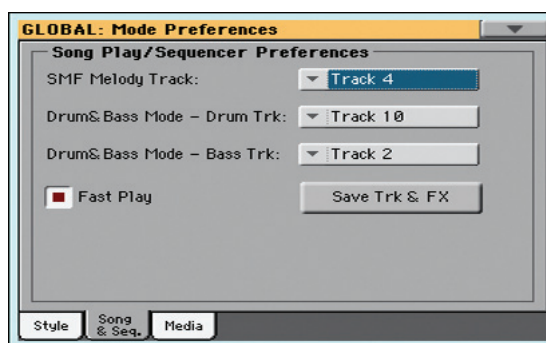 GLOBAL: Mode Preferences
Song Play/Sequencer Preferences
SMF Melody Track: Track 4
Drum&Bass Mode - Drum Trk: Track 10
Drum&Bass Mode - Bass Trk: Track 2
Fast Play Save Trk & FX
Style Song & Seq. Media